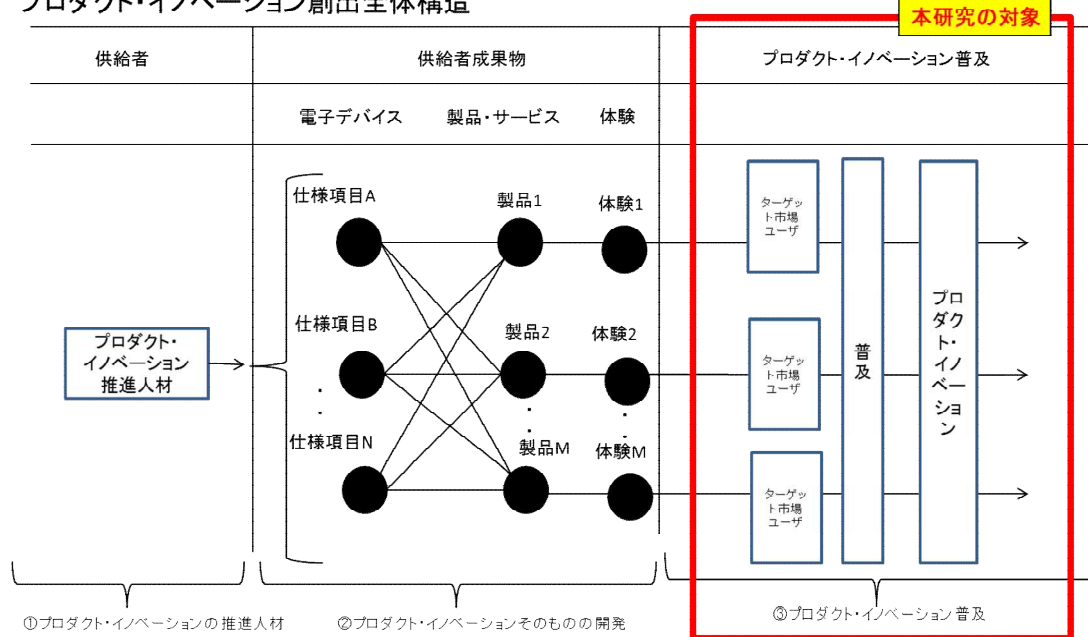 プロダクト・イノベーション創出全体構造
本研究の対象
供給者
供給者成果物
プロダクト・イノベーション普及
電子デバイス
製品・サービス
体験
仕様項目A
製品1
体験1
ターゲッ
ト市場
ユーザ
仕様項目B
製品2
体験2
プロダクト・
イノベーション
推進人材
ターゲッ
ト市場
ユーザ
普
及
プロ
ダク
ト・
イノ
ベー
ショ
ン
仕様項目N
製品M
体験M
ターゲッ
ト市場
ユーザ
①プロダクト・イノベーションの推進人材
②プロダクト・イノベーションそのものの開発
③プロダクト・イノベーション普及